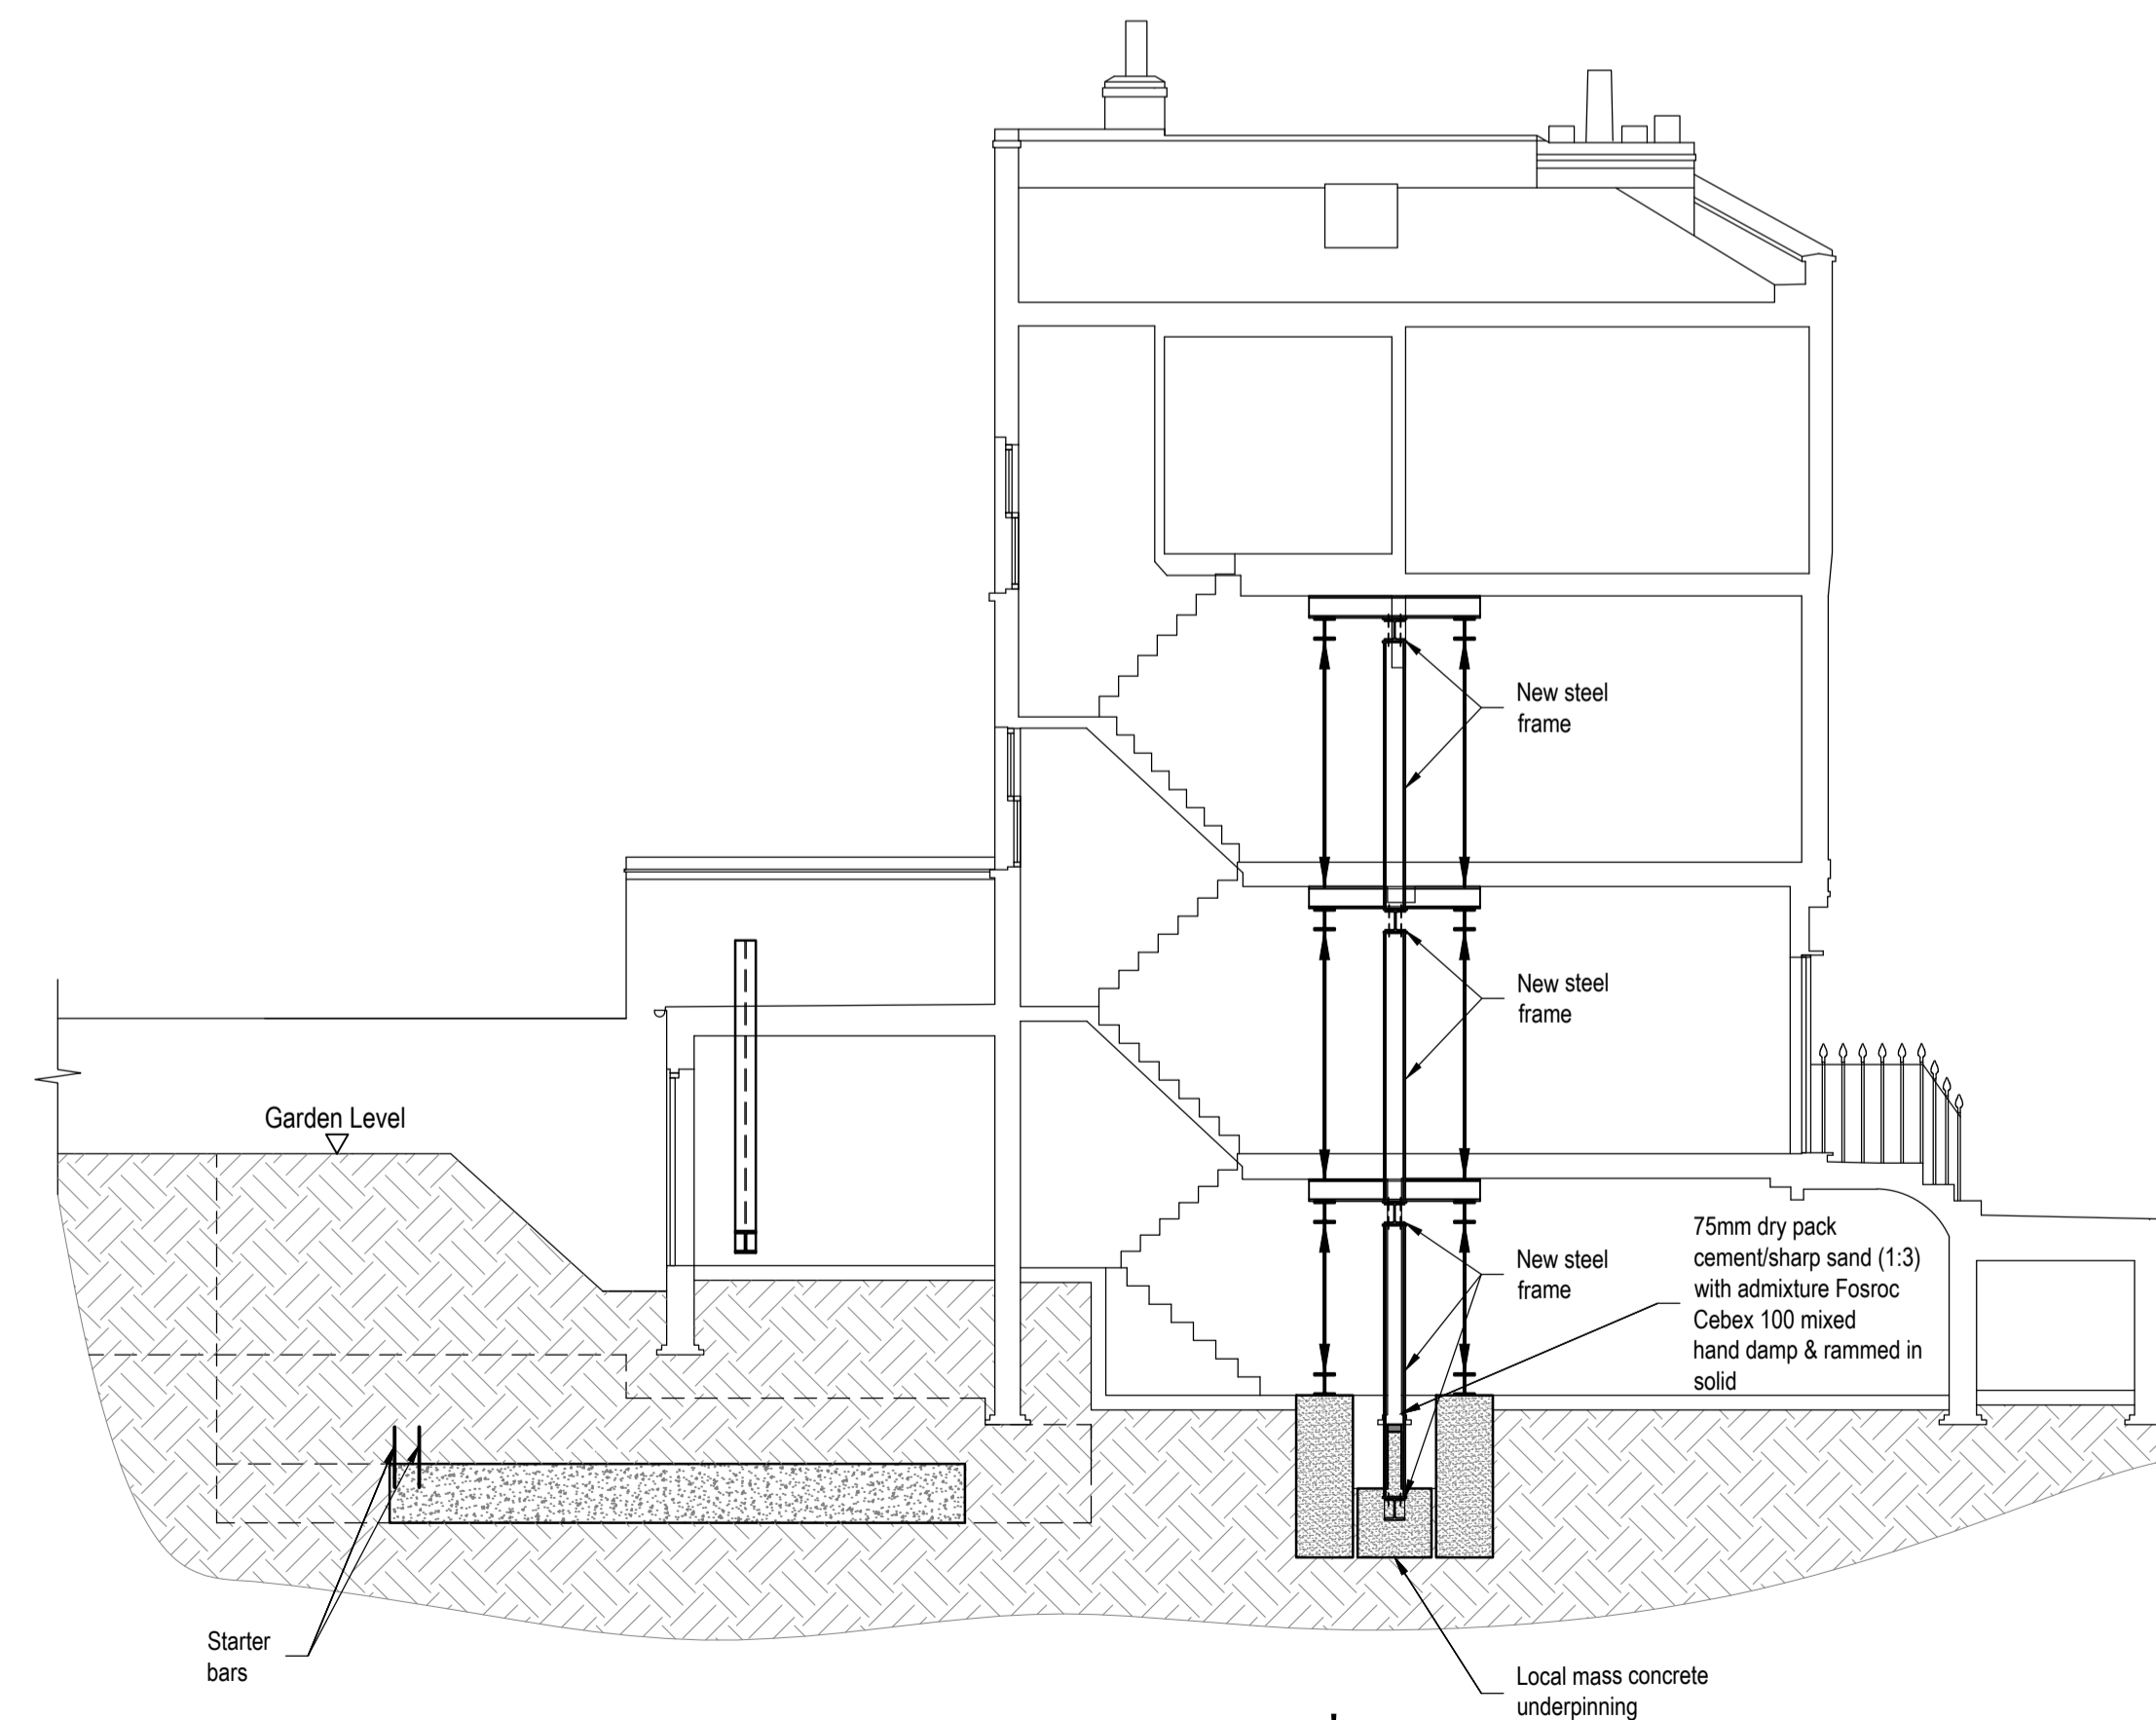 New steel
frame
New steel
frame
Garden Level
75mm dry pack
cement/sharp sand (1:3)
with admixture Fosroc
Cebex 100 mixed
hand damp & rammed in
solid
New steel
frame
Starter
bars
Local mass concrete
underpinning